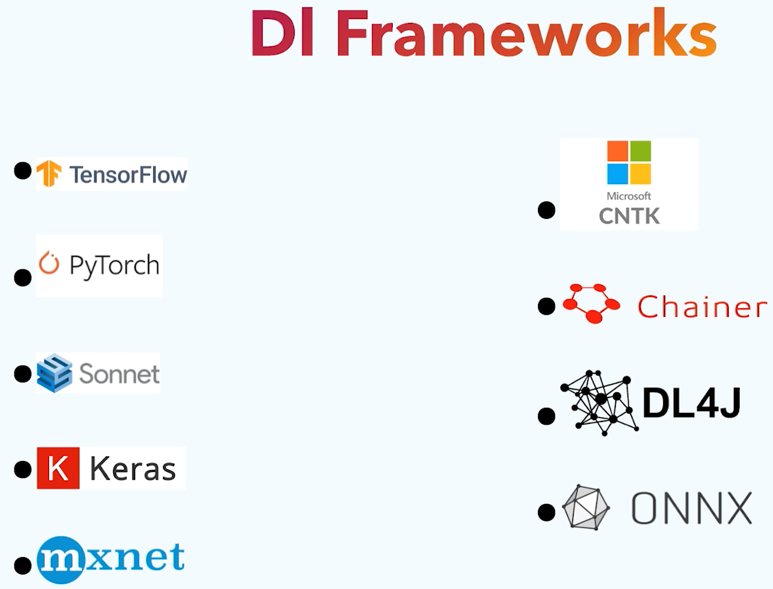 Dl Frameworks
TensorFlow
PyTorch
Sonnet
K Keras
mxnet
Microsoft
CNTK
Chainer
DL4J
ONNX